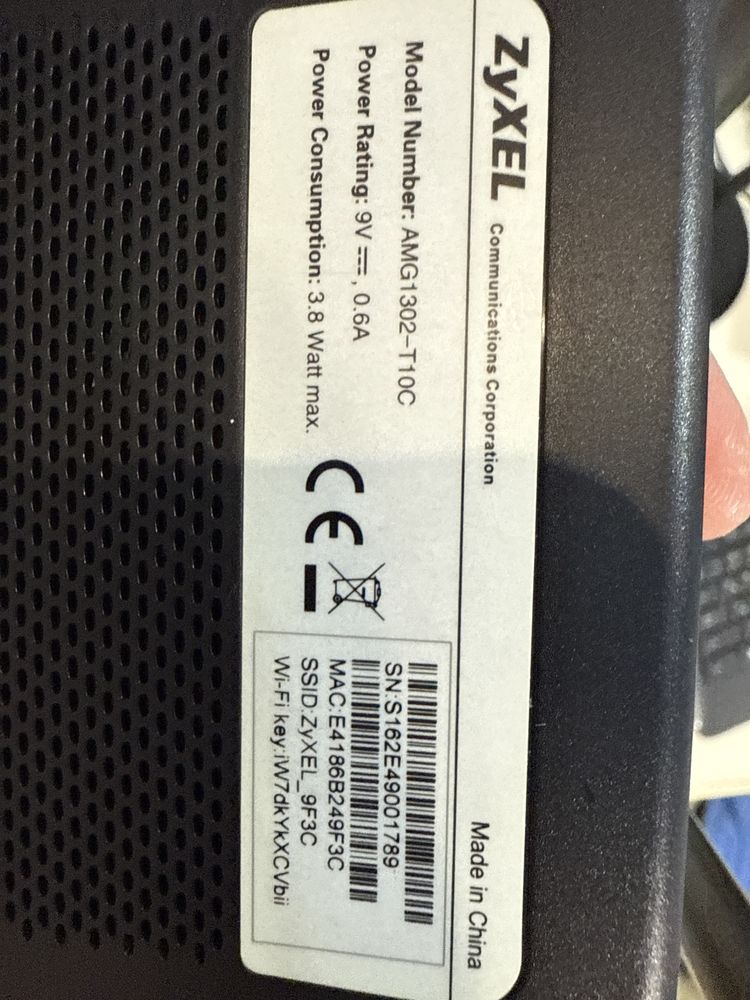 ZyXEL Communications Corporation
Made in China
Model Number: AMG1302-T10C
Power Rating: 9V ⎓, 0.6A
Power Consumption: 3.8 Watt max.
CE
SN:S162E49001789
MAC:E4186B249F3C
SSID:ZyXEL_9F3C
Wi-Fi key:iW7dkYkXCVbii